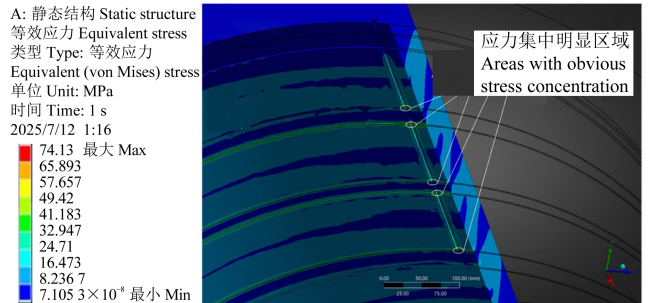 A: 静态结构 Static structure
等效应力 Equivalent stress
类型 Type: 等效应力
Equivalent (von Mises) stress
单位 Unit: MPa
时间 Time: 1 s
2025/7/12 1:16
74.13 最大 Max
65.893
57.657
49.42
41.183
32.947
24.71
16.473
8.236 7
7.105 3×10⁻⁸ 最小 Min
应力集中明显区域
Areas with obvious
stress concentration
0.00 50.00 100.00 (mm)
25.00 75.00